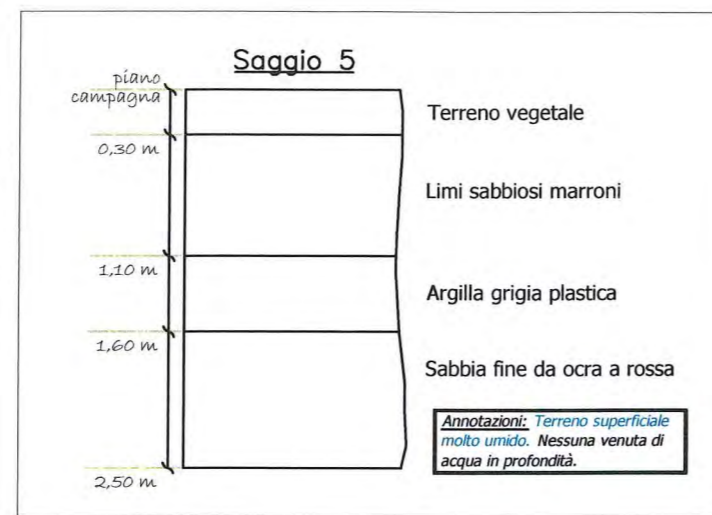 Saggio 5
piano
campagna
Terreno vegetale
0,30 m
Limi sabbiosi marroni
1,10 m
Argilla grigia plastica
1,60 m
Sabbia fine da ocra a rossa
Annotazioni: Terreno superficiale
molto umido. Nessuna venuta di
acqua in profondità.
2,50 m